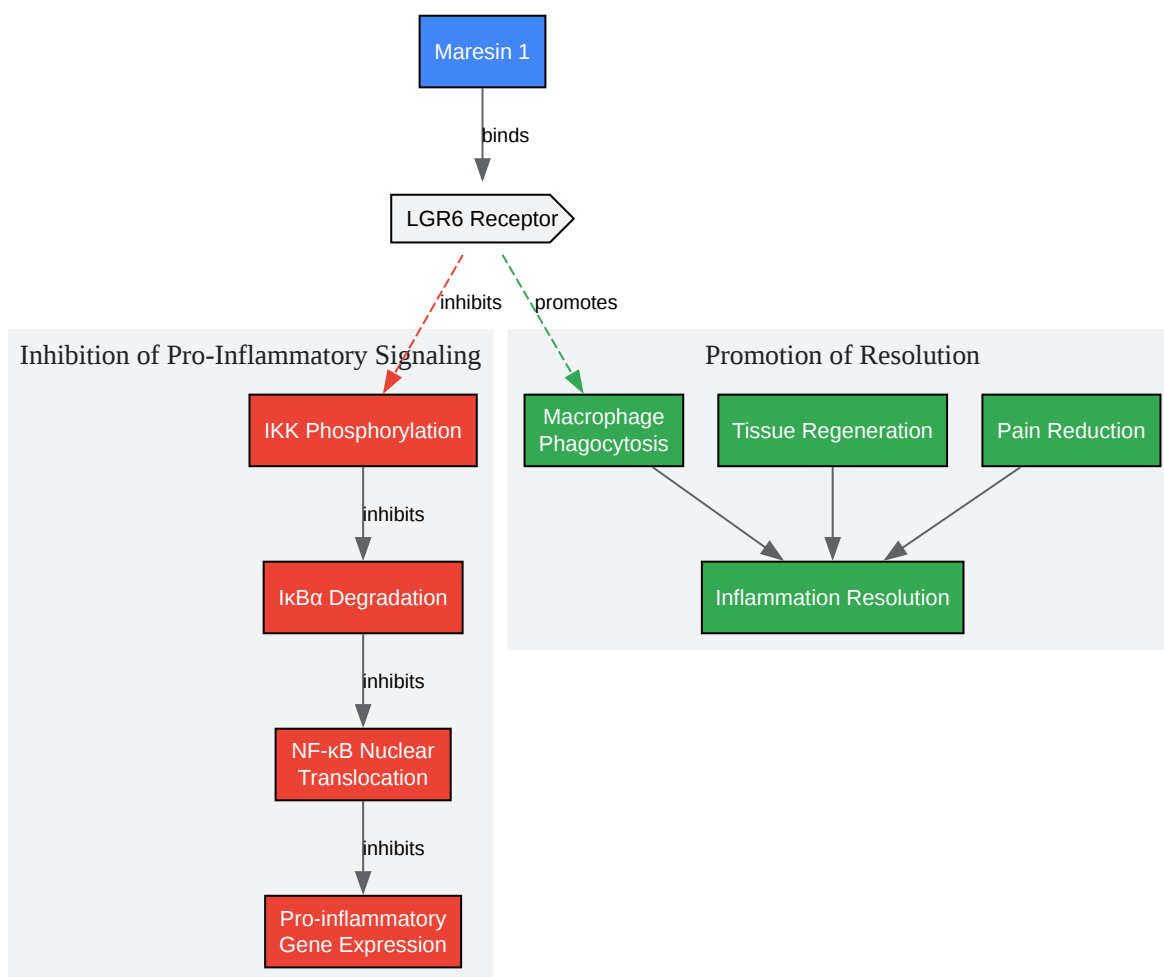 Maresin 1
binds
LGR6 Receptor
inhibits
promotes
Inhibition of Pro-Inflammatory Signaling
Promotion of Resolution
IKK Phosphorylation
Macrophage
Phagocytosis
Tissue Regeneration
Pain Reduction
inhibits
IκBα Degradation
Inflammation Resolution
inhibits
NF-κB Nuclear
Translocation
inhibits
Pro-inflammatory
Gene Expression